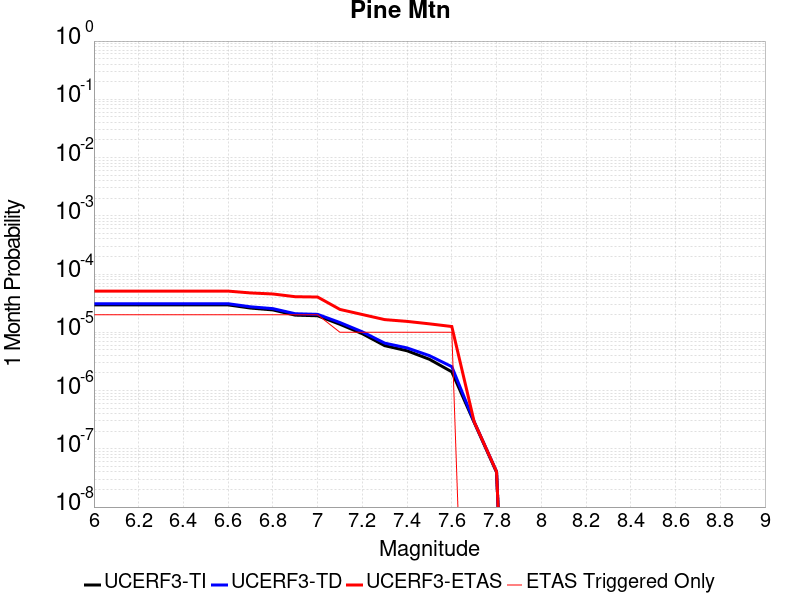 Pine Mtn
10^0
10^-1
10^-2
10^-3
10^-4
10^-5
10^-6
10^-7
10^-8
1 Month Probability
6 6.2 6.4 6.6 6.8 7 7.2 7.4 7.6 7.8 8 8.2 8.4 8.6 8.8 9
Magnitude
UCERF3-TI UCERF3-TD UCERF3-ETAS ETAS Triggered Only